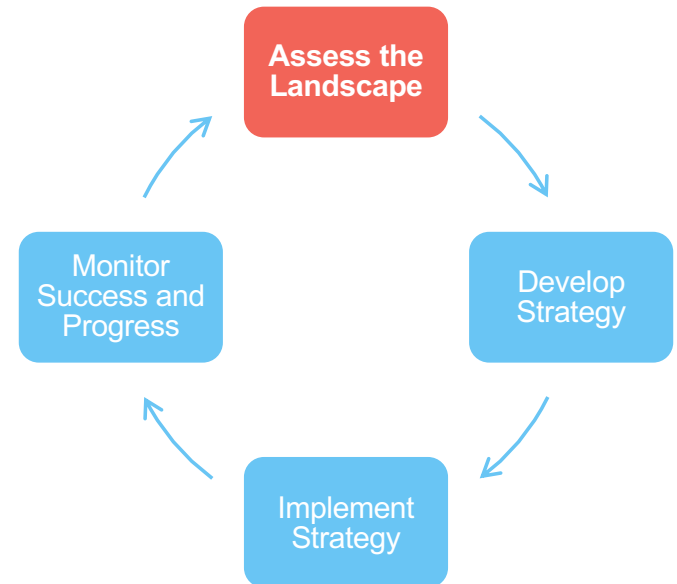 Assess the
Landscape
Develop
Strategy
Implement
Strategy
Monitor
Success and
Progress